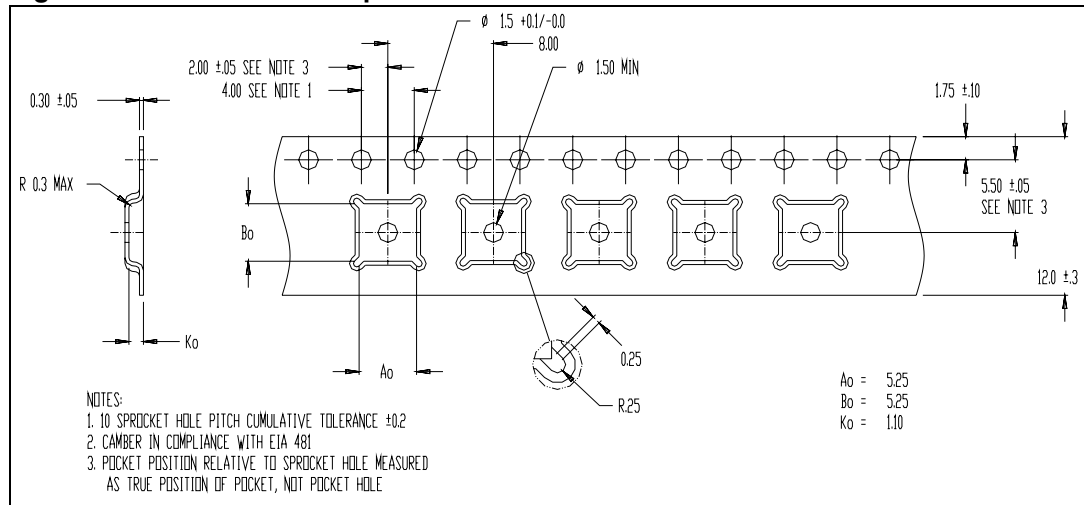 ø 1.5 +0.1/-0.0
8.00
2.00 ±.05 SEE NOTE 3
ø 1.50 MIN
4.00 SEE NOTE 1
0.30 ±.05
1.75 ±.10
R 0.3 MAX
5.50 ±.05
SEE NOTE 3
Bo
12.0 ±.3
Ko
0.25
Ao
R.25
Ao = 5.25
Bo = 5.25
Ko = 1.10
NOTES:
1. 10 SPROCKET HOLE PITCH CUMULATIVE TOLERANCE ±0.2
2. CAMBER IN COMPLIANCE WITH EIA 481
3. POCKET POSITION RELATIVE TO SPROCKET HOLE MEASURED
AS TRUE POSITION OF POCKET, NOT POCKET HOLE